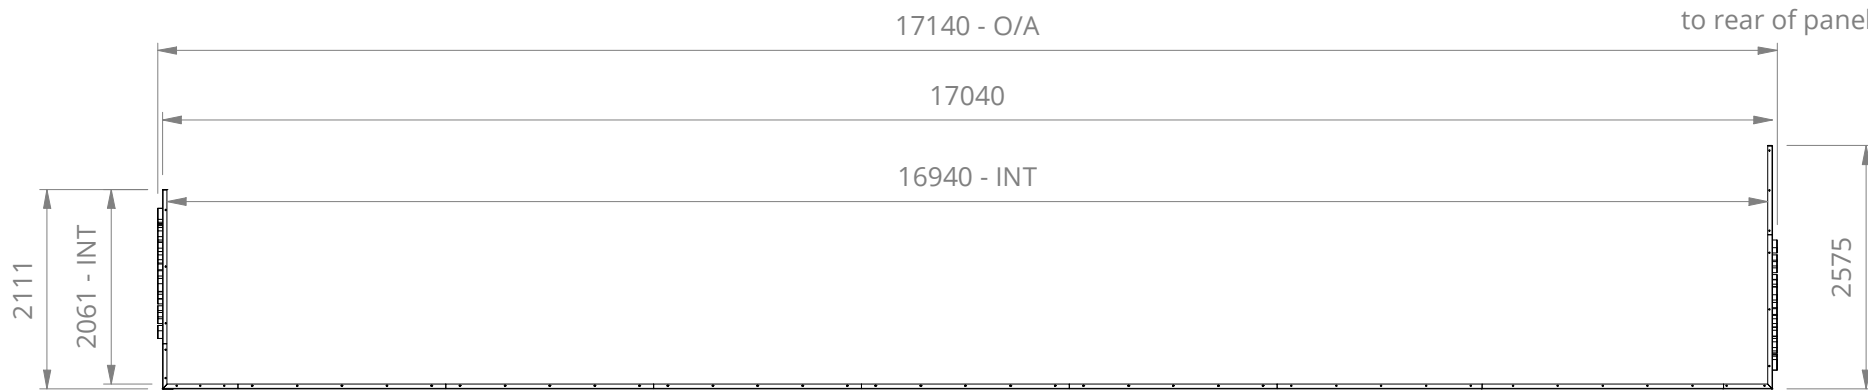 17140 - O/A
to rear of panel
17040
16940 - INT
2111
2061 - INT
2575